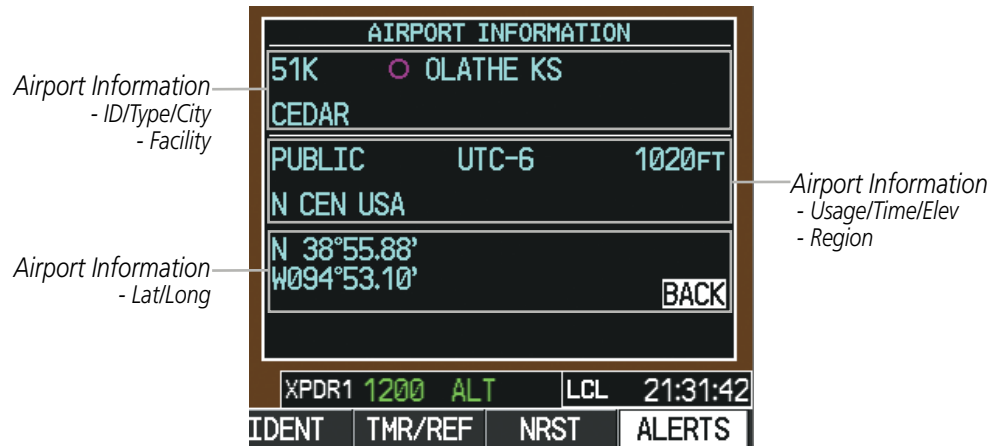 AIRPORT INFORMATION
51K OLATHE KS
CEDAR
PUBLIC UTC-6 1020FT
N CEN USA
N 38°55.88'
W094°53.10'
BACK
XPDR1 1200 ALT LCL 21:31:42
IDENT TMR/REF NRST ALERTS
Airport Information
- ID/Type/City
- Facility
Airport Information
- Usage/Time/Elev
- Region
Airport Information
- Lat/Long